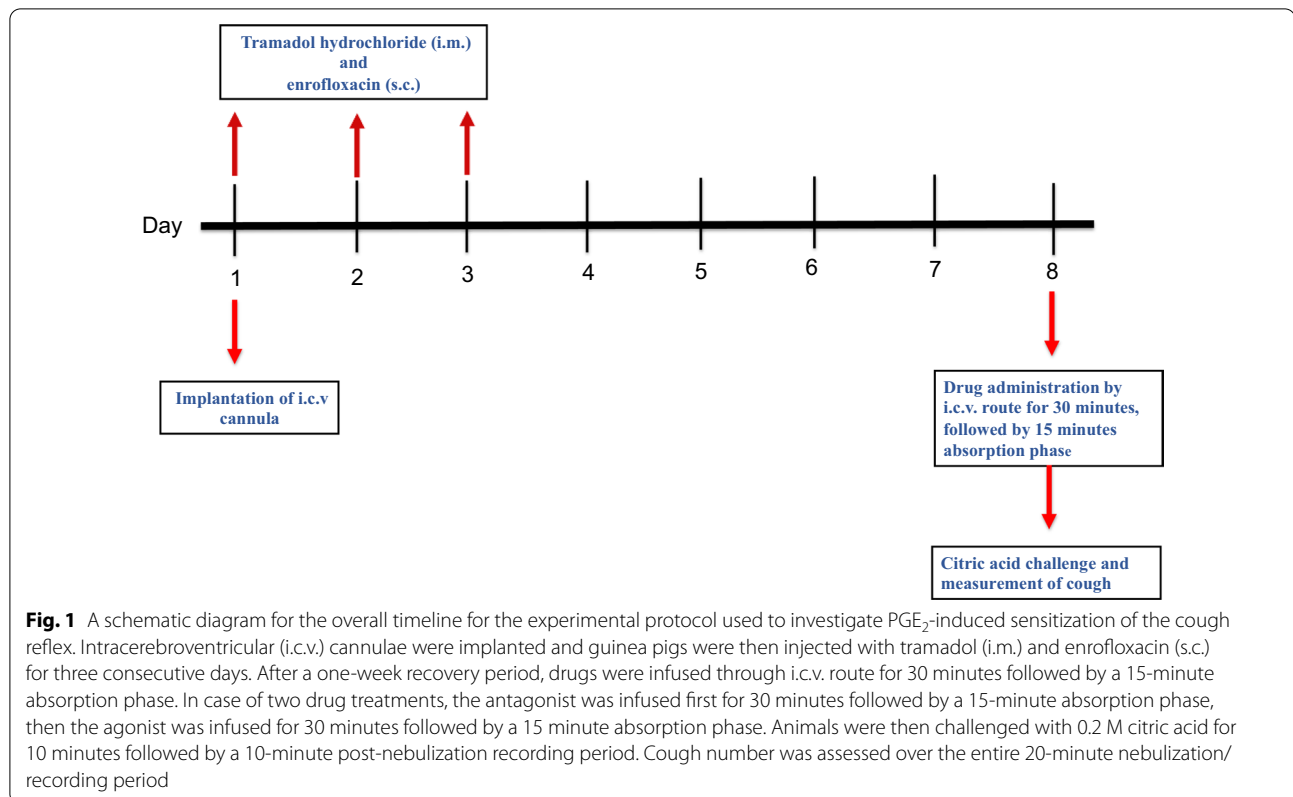 Tramadol hydrochloride (i.m.)
and
enrofloxacin (s.c.)
Day
1
2
3
4
5
6
7
8
Implantation of i.c.v
cannula
Drug administration by
i.c.v. route for 30 minutes,
followed by 15 minutes
absorption phase
Citric acid challenge and
measurement of cough
Fig. 1 A schematic diagram for the overall timeline for the experimental protocol used to investigate PGE₂-induced sensitization of the cough
reflex. Intracerebroventricular (i.c.v.) cannulae were implanted and guinea pigs were then injected with tramadol (i.m.) and enrofloxacin (s.c.)
for three consecutive days. After a one-week recovery period, drugs were infused through i.c.v. route for 30 minutes followed by a 15-minute
absorption phase. In case of two drug treatments, the antagonist was infused first for 30 minutes followed by a 15-minute absorption phase,
then the agonist was infused for 30 minutes followed by a 15 minute absorption phase. Animals were then challenged with 0.2 M citric acid for
10 minutes followed by a 10-minute post-nebulization recording period. Cough number was assessed over the entire 20-minute nebulization/
recording period